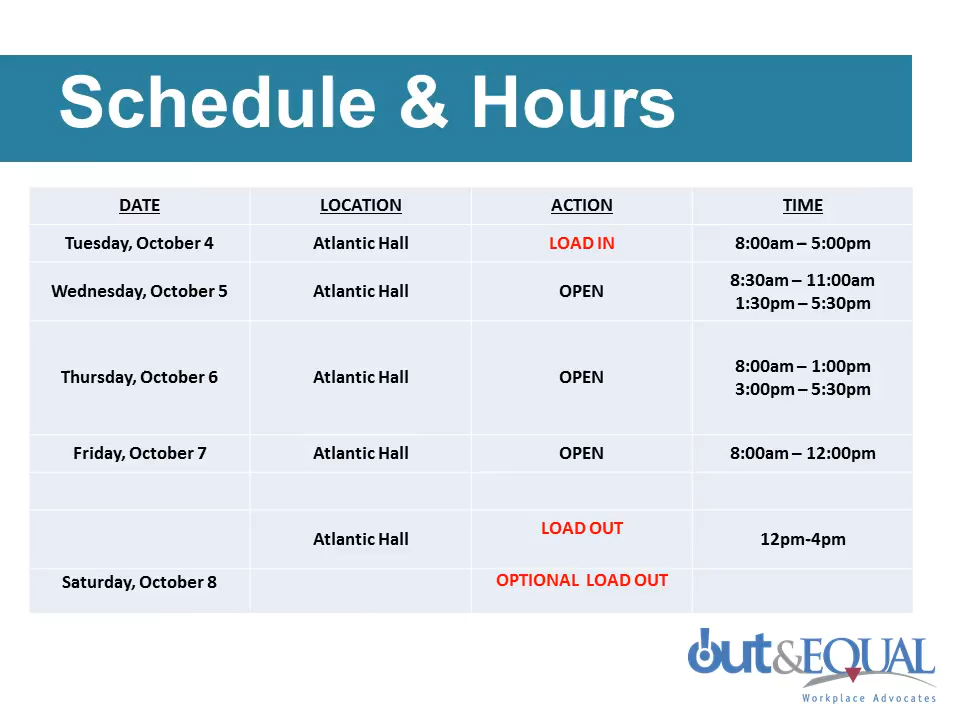 Schedule & Hours
DATE LOCATION ACTION TIME
Tuesday, October 4 Atlantic Hall LOAD IN 8:00am – 5:00pm
Wednesday, October 5 Atlantic Hall OPEN 8:30am – 11:00am
1:30pm – 5:30pm
Thursday, October 6 Atlantic Hall OPEN 8:00am – 1:00pm
3:00pm – 5:30pm
Friday, October 7 Atlantic Hall OPEN 8:00am – 12:00pm
Atlantic Hall LOAD OUT 12pm-4pm
Saturday, October 8 OPTIONAL LOAD OUT
Out&EQUAL
Workplace Advocates